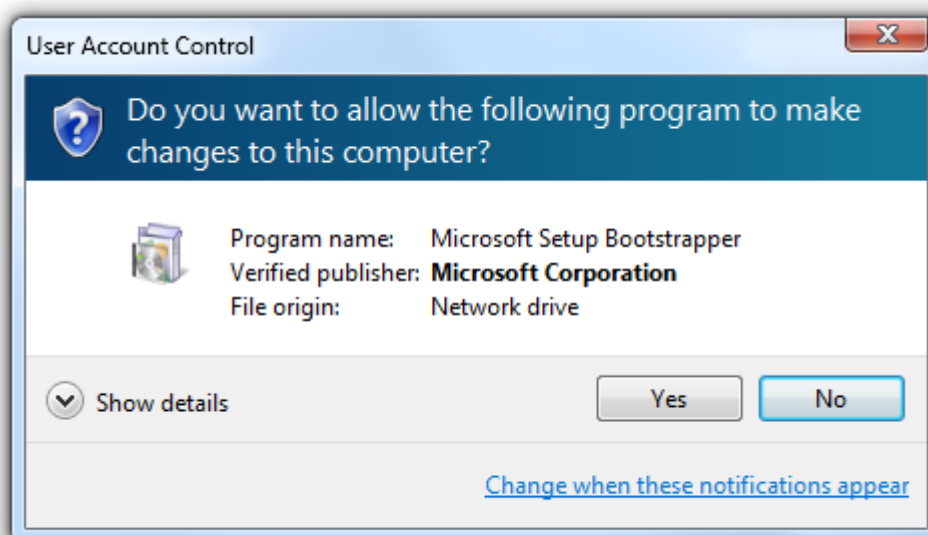 User Account Control
Do you want to allow the following program to make
changes to this computer?
Program name: Microsoft Setup Bootstrapper
Verified publisher: Microsoft Corporation
File origin: Network drive
Show details Yes No
Change when these notifications appear